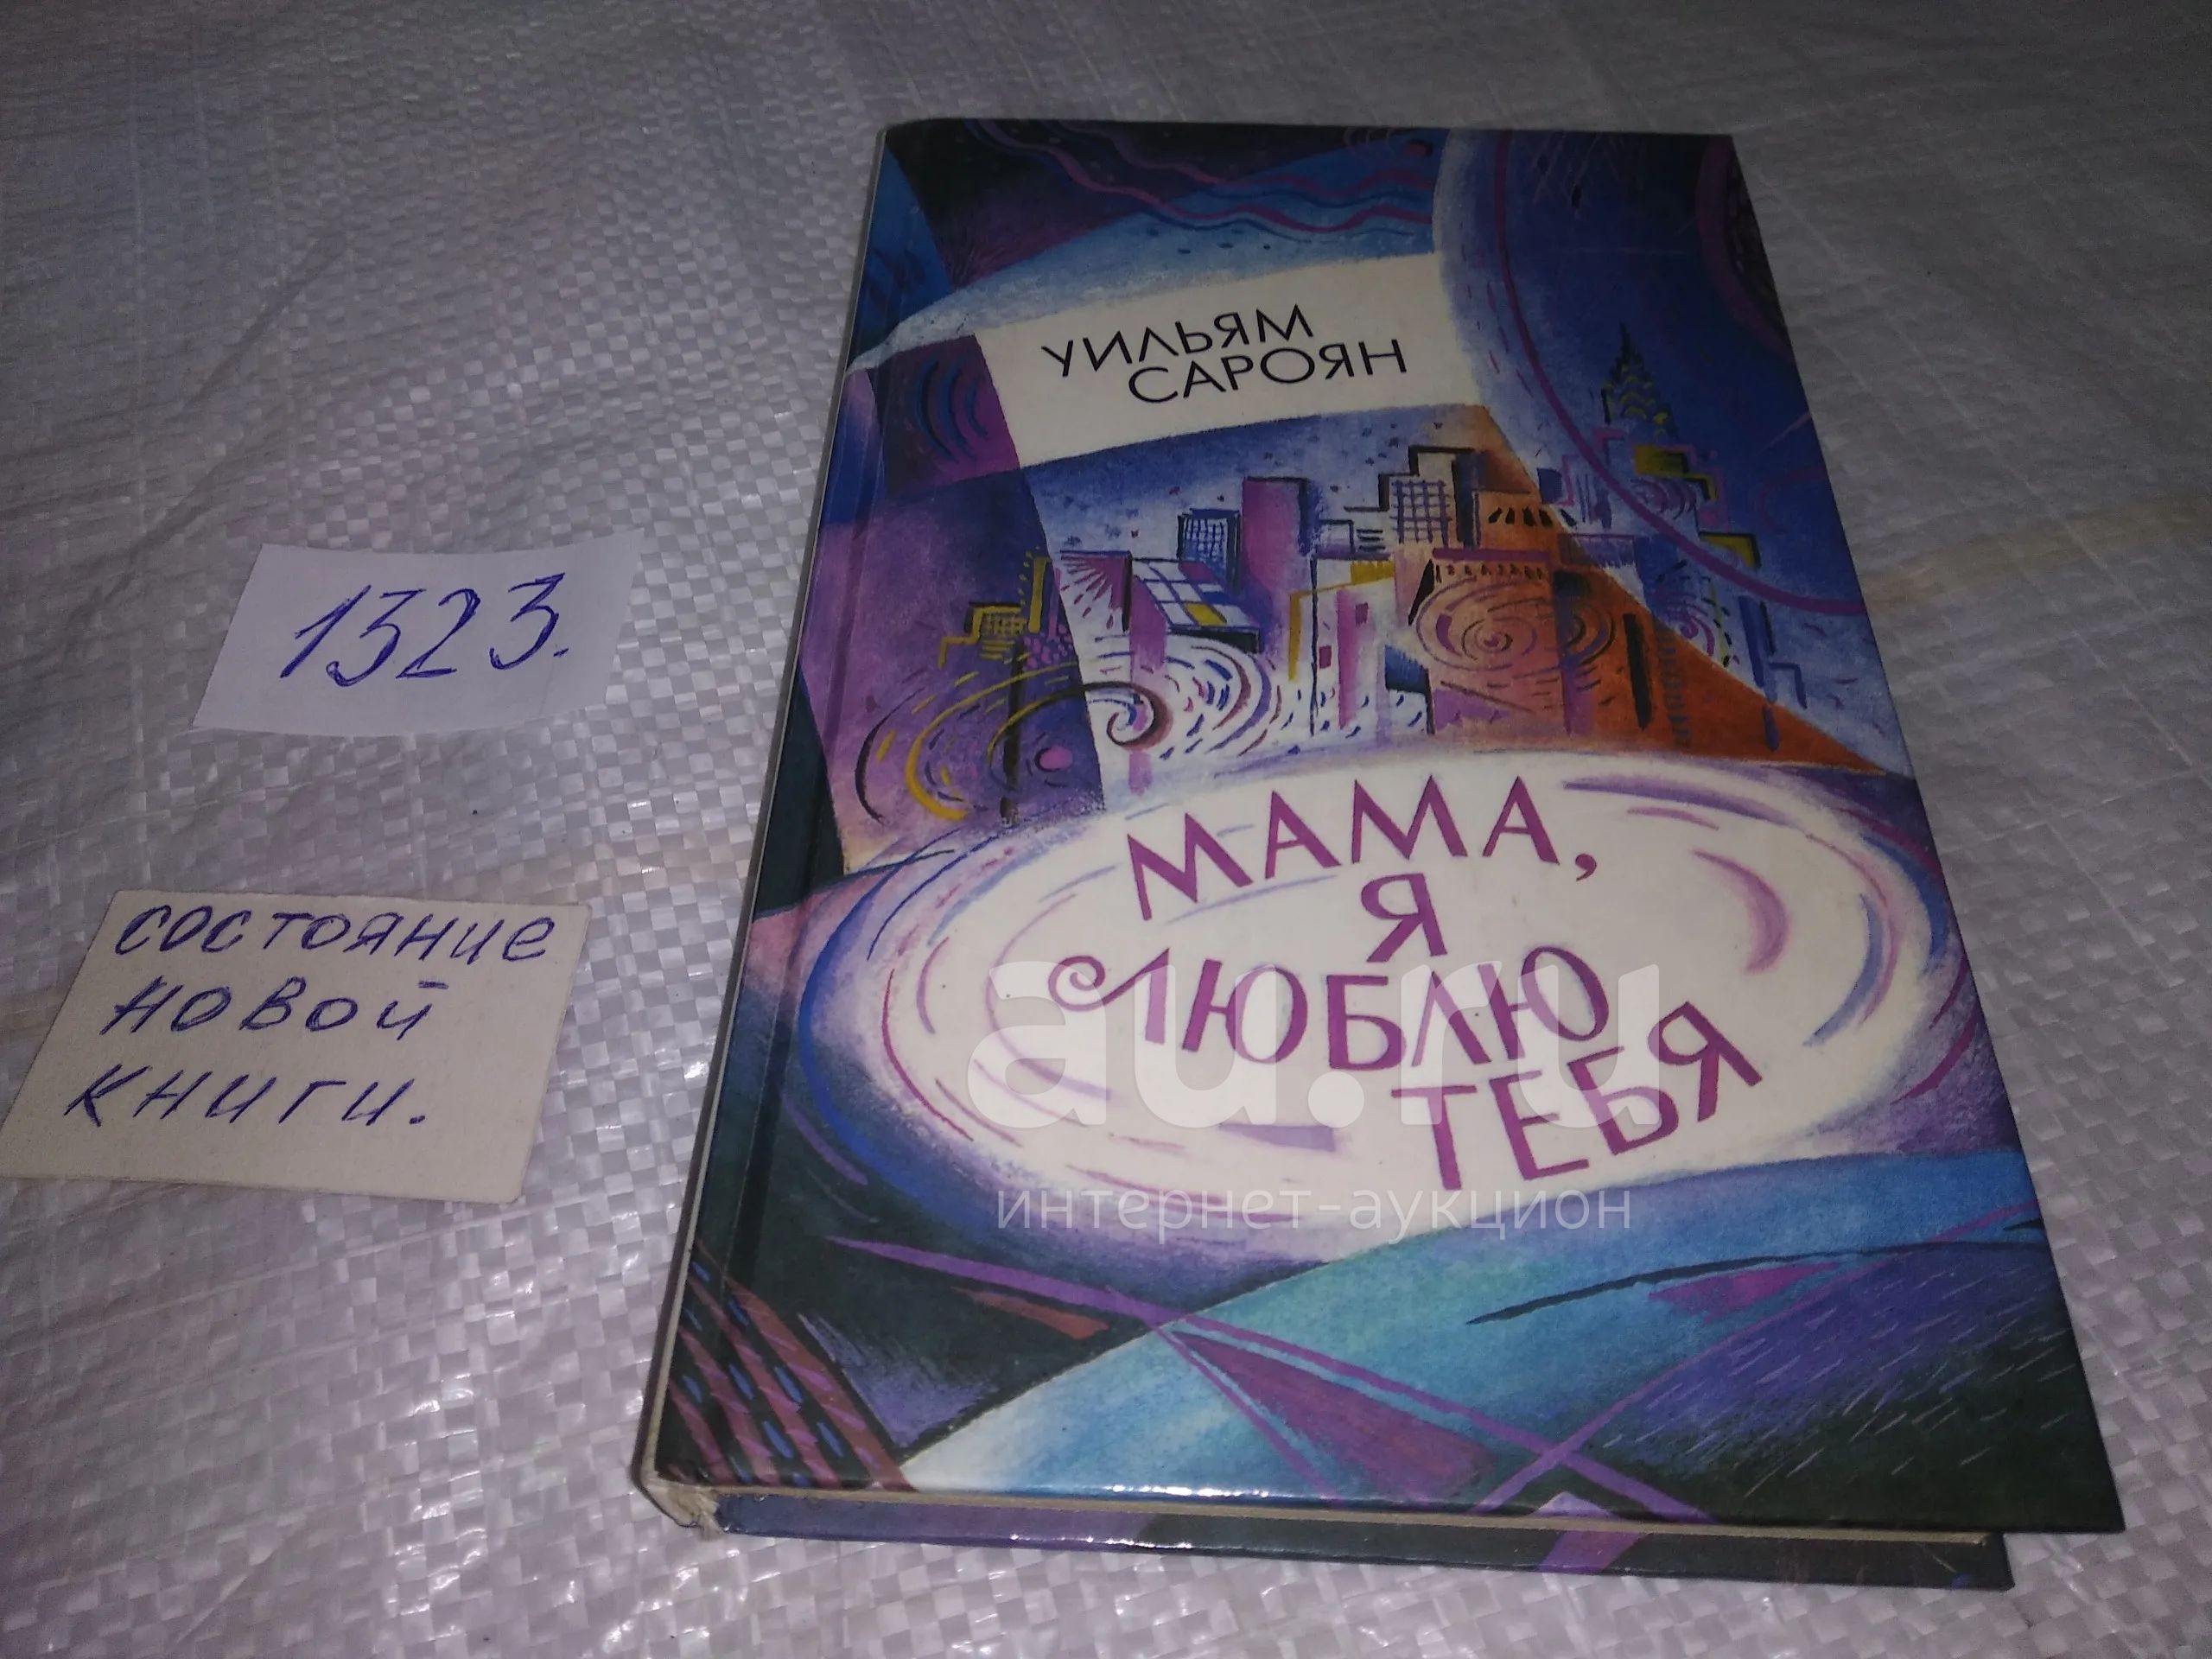 УИЛЬЯМ
САРОЯН
1323.
МАМА,
Я
ЛЮБЛЮ
ТЕБЯ
состояние
новой
книги.
au.ru
интернет-аукцион